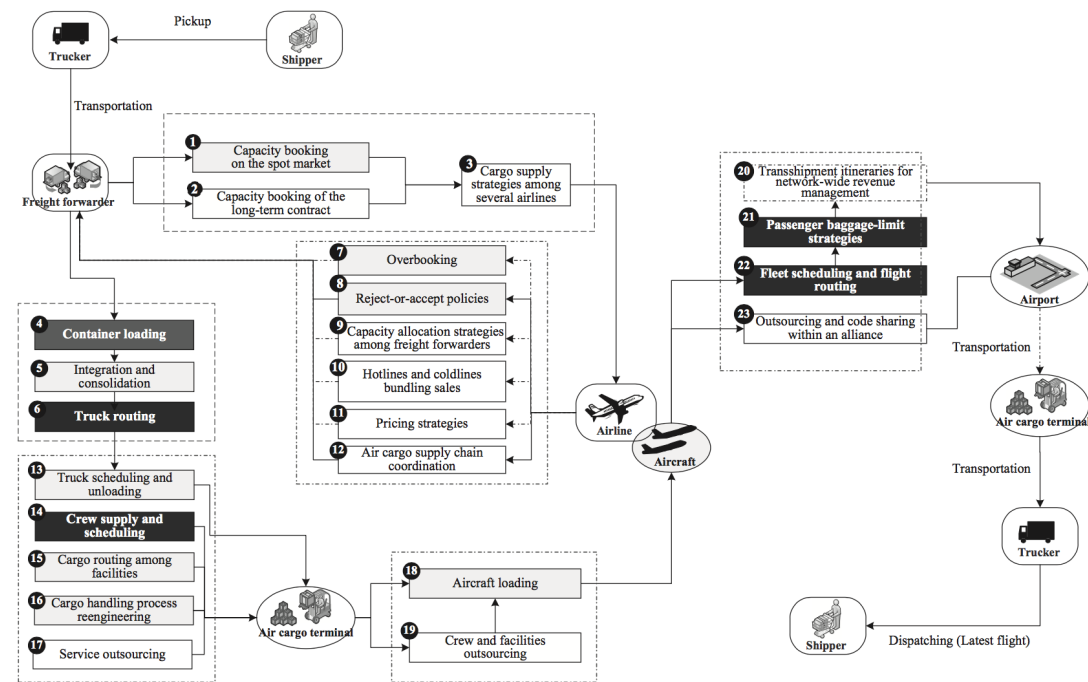 Pickup
Trucker
Shipper
Transportation
Freight forwarder
1
Capacity booking
on the spot market
2
Capacity booking of the
long-term contract
3
Cargo supply
strategies among
several airlines
4
Container loading
5
Integration and
consolidation
6
Truck routing
7
Overbooking
8
Reject-or-accept policies
9
Capacity allocation strategies
among freight forwarders
10
Hotlines and coldlines
bundling sales
11
Pricing strategies
12
Air cargo supply chain
coordination
Airline
Aircraft
13
Truck scheduling and
unloading
14
Crew supply and
scheduling
15
Cargo routing among
facilities
16
Cargo handling process
reengineering
17
Service outsourcing
Air cargo terminal
18
Aircraft loading
19
Crew and facilities
outsourcing
20
Transshipment itineraries for
network-wide revenue
management
21
Passenger baggage-limit
strategies
22
Fleet scheduling and flight
routing
23
Outsourcing and code sharing
within an alliance
Airport
Transportation
Air cargo terminal
Transportation
Trucker
Shipper
Dispatching (Latest flight)